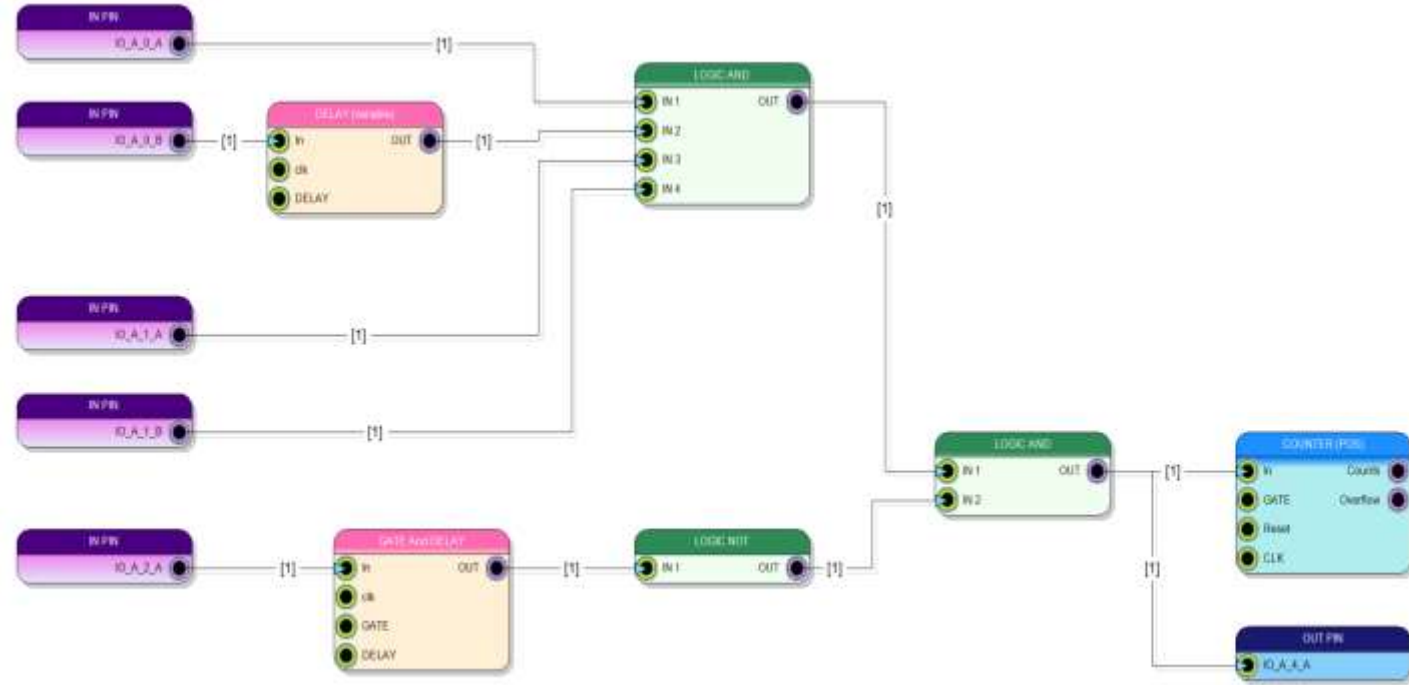 IN PIN
IO_A_0_A
[1]
LOGIC AND
IN 1
OUT
IN 2
IN 3
IN 4
IN PIN
IO_A_0_B
[1]
DELAY (Variable)
In
OUT
clk
DELAY
[1]
[1]
IN PIN
IO_A_1_A
[1]
IN PIN
IO_A_1_B
[1]
LOGIC AND
IN 1
OUT
IN 2
[1]
COUNTER (POS)
In
Counts
GATE
Overflow
Reset
CLK
IN PIN
IO_A_2_A
[1]
GATE And DELAY
In
OUT
clk
GATE
DELAY
[1]
LOGIC NOT
IN 1
OUT
[1]
[1]
OUT PIN
IO_A_4_A